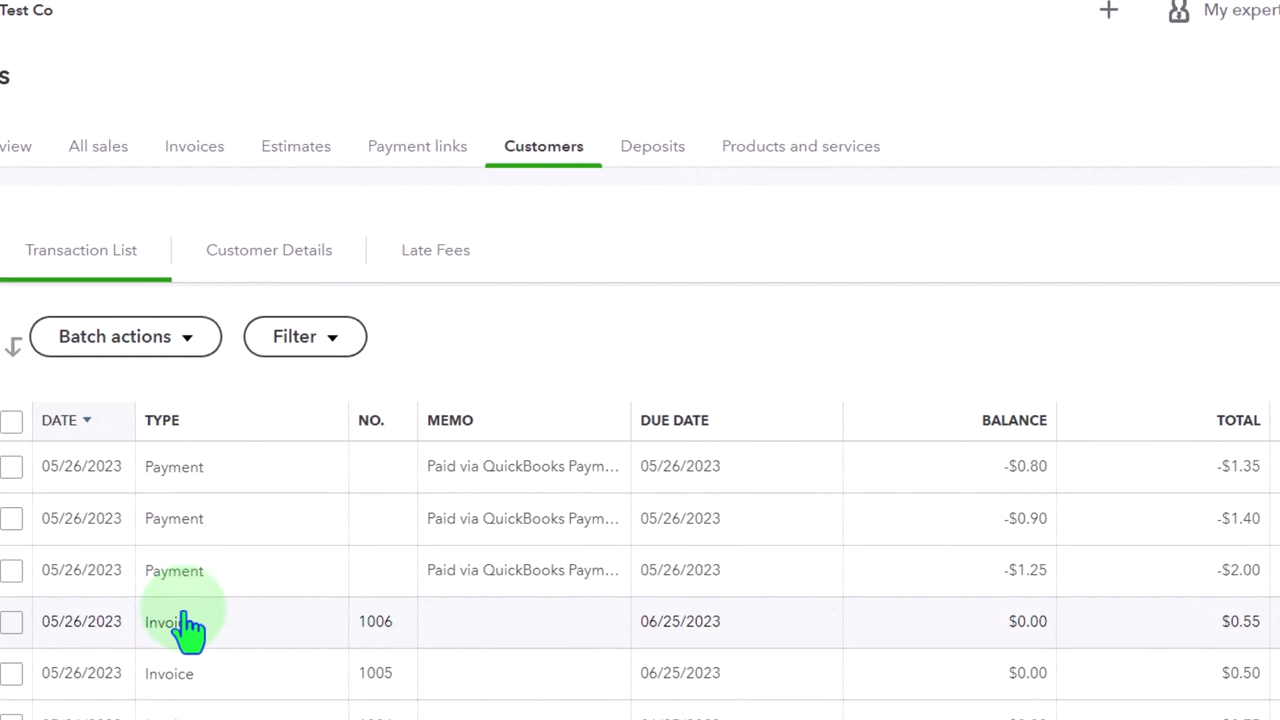 Test Co
My expert
s
view All sales Invoices Estimates Payment links Customers Deposits Products and services
Transaction List Customer Details Late Fees
Batch actions Filter
DATE TYPE NO. MEMO DUE DATE BALANCE TOTAL
05/26/2023 Payment Paid via QuickBooks Paym... 05/26/2023 -$0.80 -$1.35
05/26/2023 Payment Paid via QuickBooks Paym... 05/26/2023 -$0.90 -$1.40
05/26/2023 Payment Paid via QuickBooks Paym... 05/26/2023 -$1.25 -$2.00
05/26/2023 Invoice 1006 06/25/2023 $0.00 $0.55
05/26/2023 Invoice 1005 06/25/2023 $0.00 $0.50